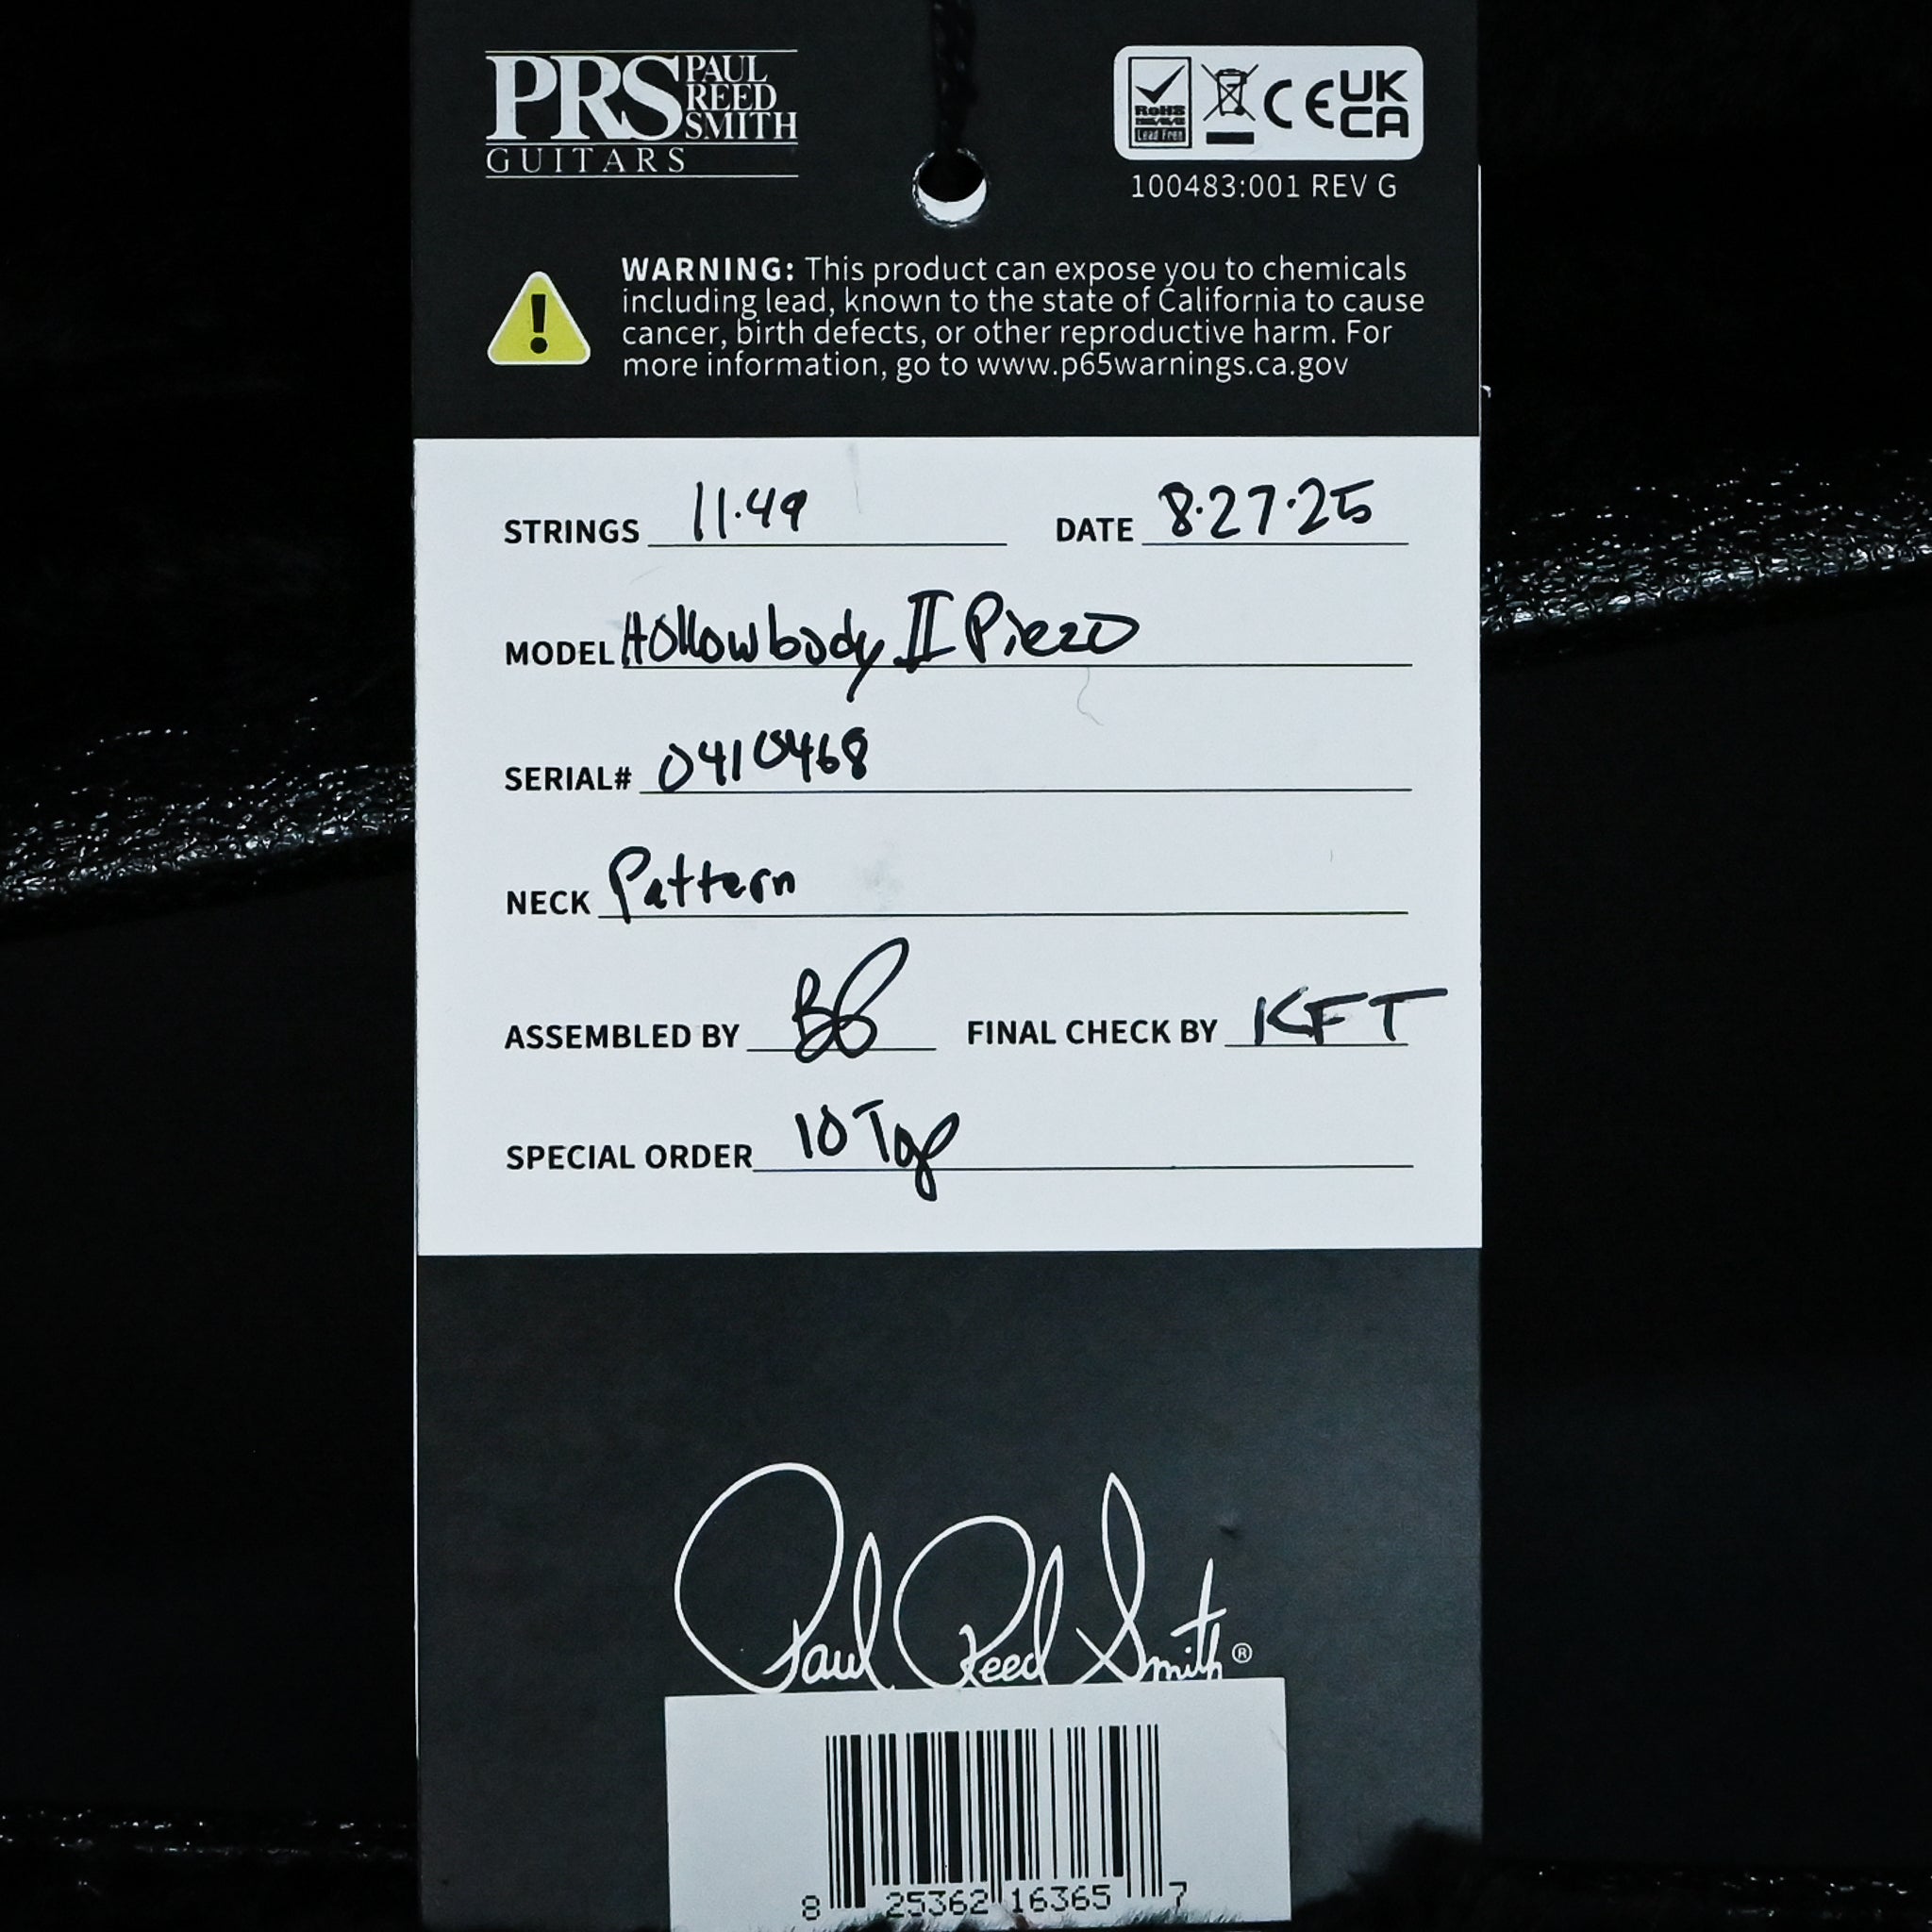 PRS PAUL REED SMITH
GUITARS
RoHS
Lead Free
CE UK CA
100483:001 REV G
WARNING: This product can expose you to chemicals
including lead, known to the state of California to cause
cancer, birth defects, or other reproductive harm. For
more information, go to www.p65warnings.ca.gov
STRINGS 11.49 DATE 8.27.25
MODEL Hollowbody II Piezo
SERIAL# 0410468
NECK Pattern
ASSEMBLED BY FINAL CHECK BY KFT
SPECIAL ORDER 10 Top
Paul Reed Smith®
8 25362 16365 7